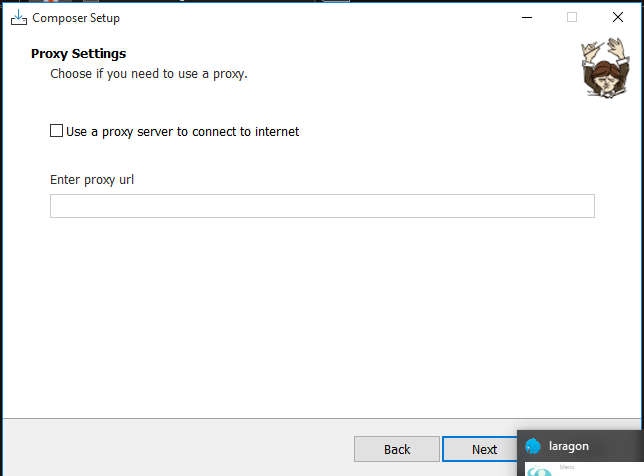 Composer Setup
Proxy Settings
Choose if you need to use a proxy.
Use a proxy server to connect to internet
Enter proxy url
Back
Next
laragon
Menu